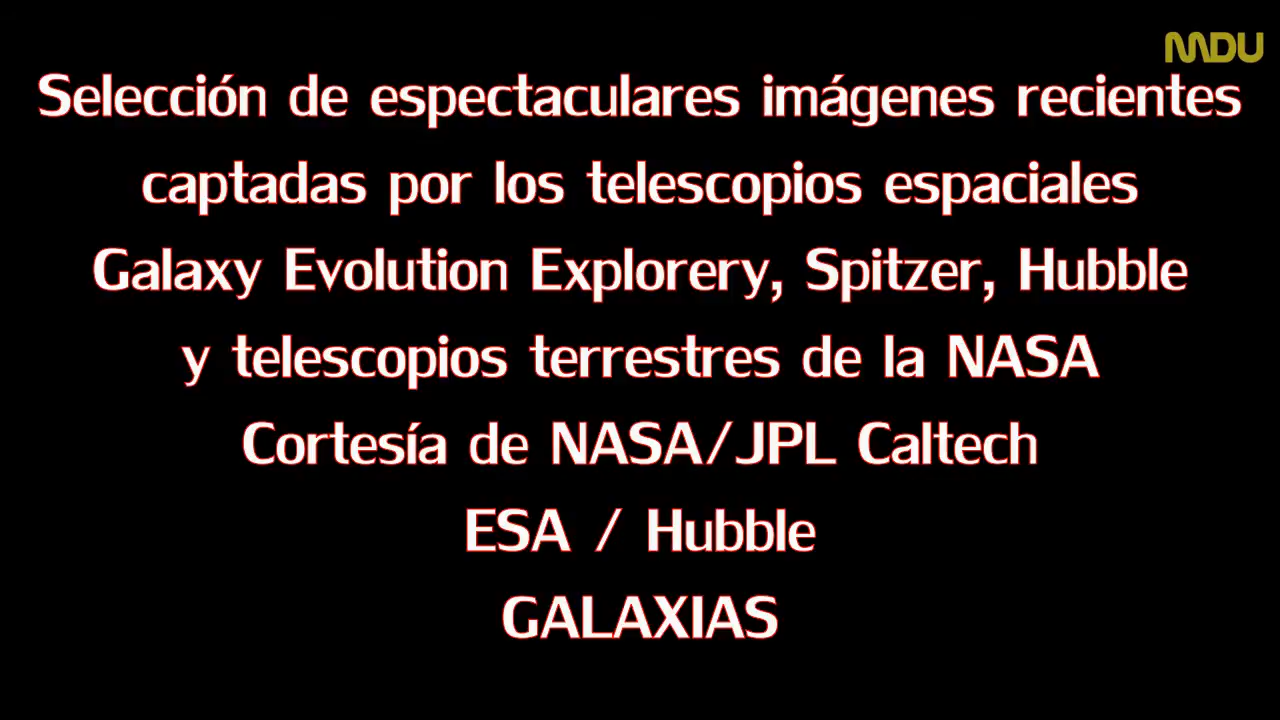 MDU
Selección de espectaculares imágenes recientes
captadas por los telescopios espaciales
Galaxy Evolution Explorery, Spitzer, Hubble
y telescopios terrestres de la NASA
Cortesía de NASA/JPL Caltech
ESA / Hubble
GALAXIAS